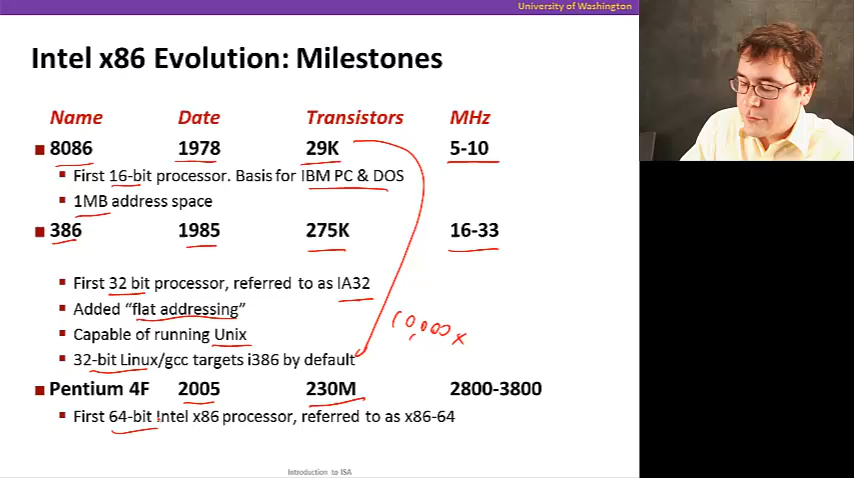 University of Washington
Intel x86 Evolution: Milestones
Name Date Transistors MHz
8086 1978 29K 5-10
First 16-bit processor. Basis for IBM PC & DOS
1MB address space
386 1985 275K 16-33
First 32 bit processor, referred to as IA32
Added “flat addressing”
Capable of running Unix
10,000x
32-bit Linux/gcc targets i386 by default
Pentium 4F 2005 230M 2800-3800
First 64-bit Intel x86 processor, referred to as x86-64
Introduction to ISA